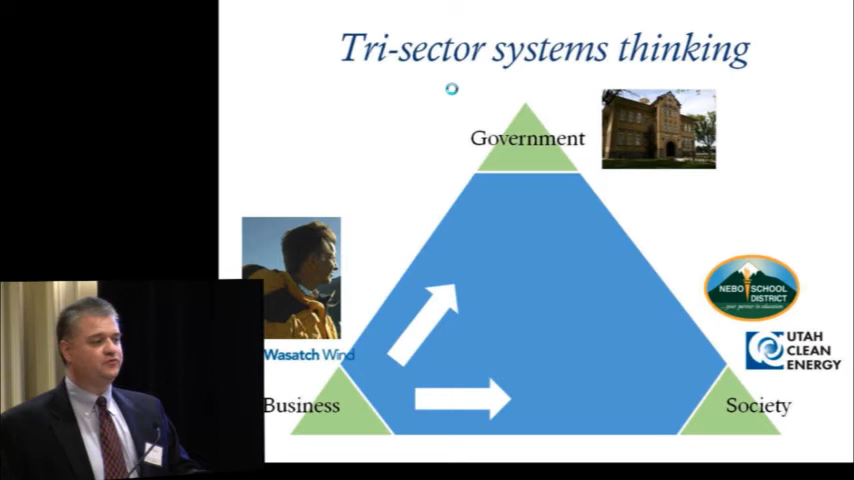 Tri-sector systems thinking
Government
NEBO SCHOOL
DISTRICT
UTAH
CLEAN
ENERGY
Wasatch Wind
Business
Society